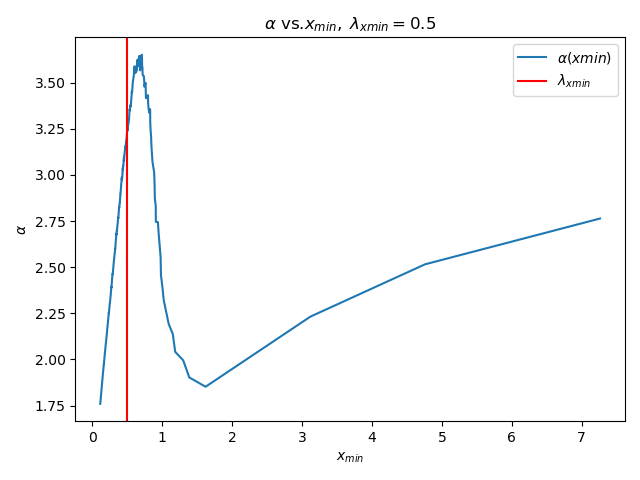 α vs.x_min, λ_xmin = 0.5
α(xmin)
λ_xmin
α
3.50
3.25
3.00
2.75
2.50
2.25
2.00
1.75
0 1 2 3 4 5 6 7
x_min